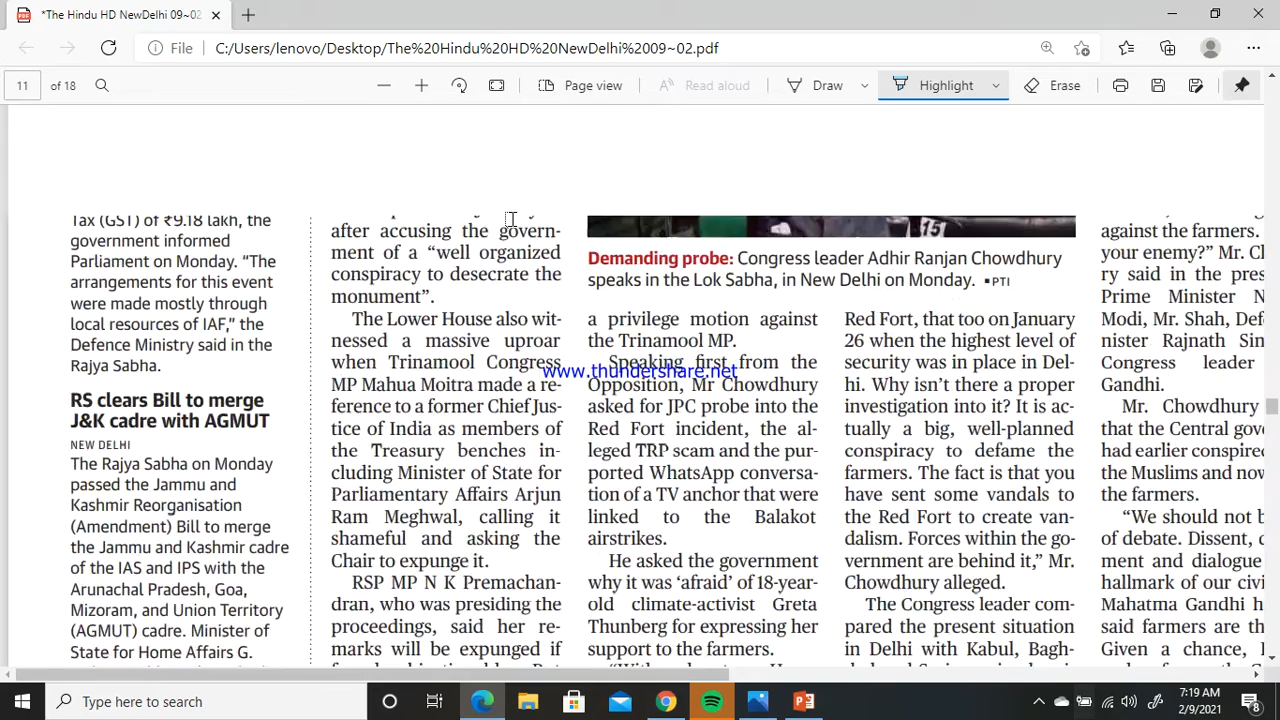 *The Hindu HD NewDelhi 09~02
File C:/Users/lenovo/Desktop/The%20Hindu%20HD%20NewDelhi%2009~02.pdf
11 of 18 Page view Read aloud Draw Highlight Erase
Tax (GST) of ₹9.18 lakh, the
government informed
Parliament on Monday. “The
arrangements for this event
were made mostly through
local resources of IAF,” the
Defence Ministry said in the
Rajya Sabha.
RS clears Bill to merge
J&K cadre with AGMUT
NEW DELHI
The Rajya Sabha on Monday
passed the Jammu and
Kashmir Reorganisation
(Amendment) Bill to merge
the Jammu and Kashmir cadre
of the IAS and IPS with the
Arunachal Pradesh, Goa,
Mizoram, and Union Territory
(AGMUT) cadre. Minister of
State for Home Affairs G.
after accusing the govern-
ment of a “well organized
conspiracy to desecrate the
monument”.
The Lower House also wit-
nessed a massive uproar
when Trinamool Congress
MP Mahua Moitra made a re-
ference to a former Chief Jus-
tice of India as members of
the Treasury benches in-
cluding Minister of State for
Parliamentary Affairs Arjun
Ram Meghwal, calling it
shameful and asking the
Chair to expunge it.
RSP MP N K Premachan-
dran, who was presiding the
proceedings, said her re-
marks will be expunged if
Demanding probe: Congress leader Adhir Ranjan Chowdhury
speaks in the Lok Sabha, in New Delhi on Monday. ▪PTI
a privilege motion against
the Trinamool MP.
Speaking first from the
www.thundershare.net
Opposition, Mr Chowdhury
asked for JPC probe into the
Red Fort incident, the al-
leged TRP scam and the pur-
ported WhatsApp conversa-
tion of a TV anchor that were
linked to the Balakot
airstrikes.
He asked the government
why it was ‘afraid’ of 18-year-
old climate-activist Greta
Thunberg for expressing her
support to the farmers.
Red Fort, that too on January
26 when the highest level of
security was in place in Del-
hi. Why isn’t there a proper
investigation into it? It is ac-
tually a big, well-planned
conspiracy to defame the
farmers. The fact is that you
have sent some vandals to
the Red Fort to create van-
dalism. Forces within the go-
vernment are behind it,” Mr.
Chowdhury alleged.
The Congress leader com-
pared the present situation
in Delhi with Kabul, Bagh-
against the farmers.
your enemy?” Mr. C
ry said in the pres
Prime Minister N
Modi, Mr. Shah, Def
nister Rajnath Sin
Congress leader
Gandhi.
Mr. Chowdhury
that the Central gov
had earlier conspired
the Muslims and now
the farmers.
“We should not b
of debate. Dissent, d
ment and dialogue
hallmark of our civi
Mahatma Gandhi h
said farmers are th
Given a chance, I
Type here to search
7:19 AM
2/9/2021
8